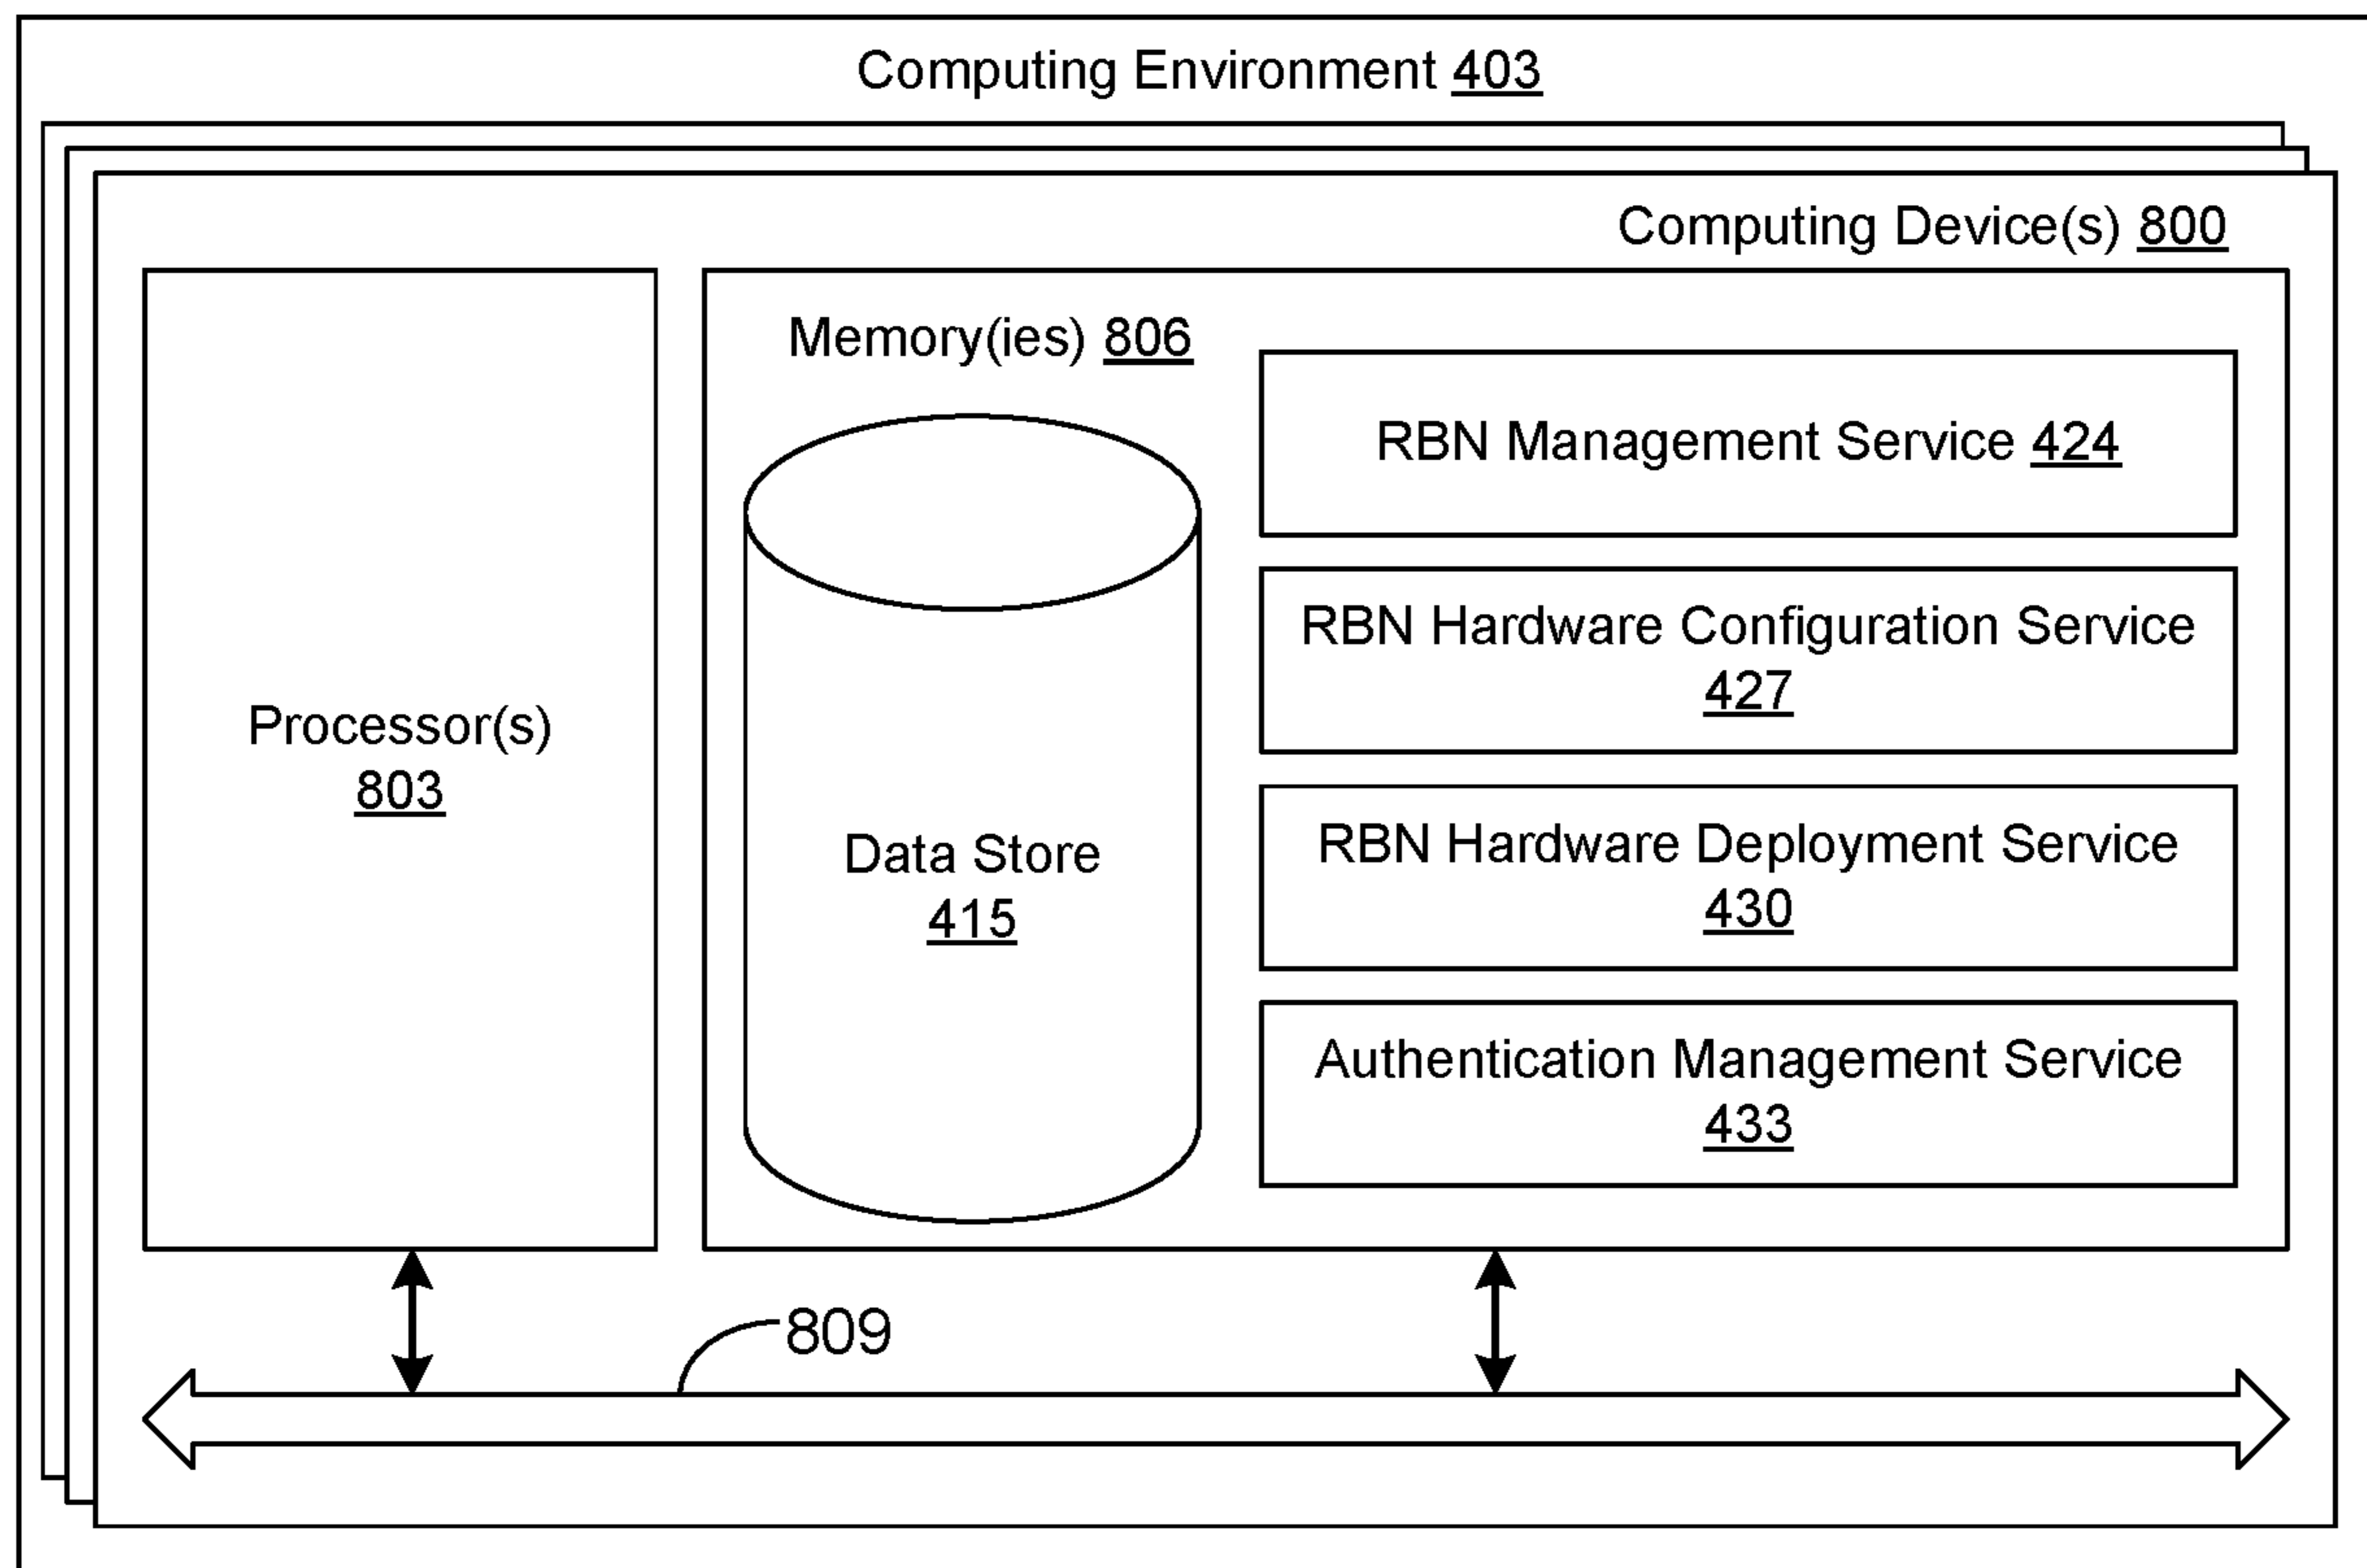 Computing Environment 403
Computing Device(s) 800
Memory(ies) 806
RBN Management Service 424
RBN Hardware Configuration Service
427
Processor(s)
803
Data Store
415
RBN Hardware Deployment Service
430
Authentication Management Service
433
809